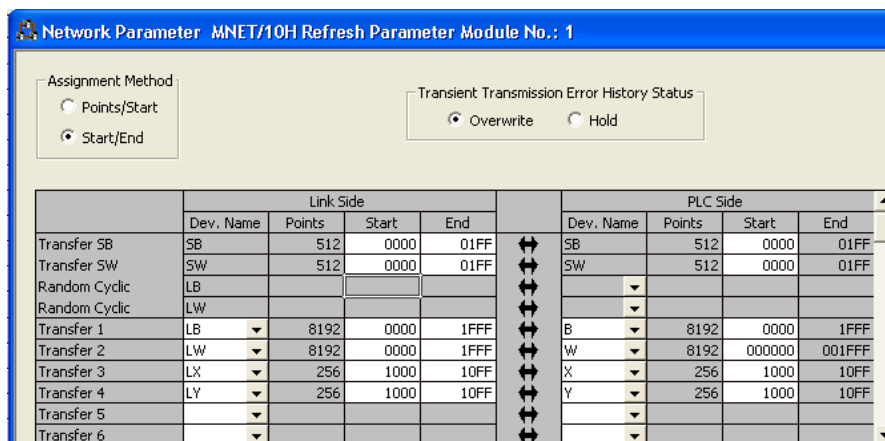 Network Parameter MNET/10H Refresh Parameter Module No.: 1
Assignment Method
Points/Start
Start/End
Transient Transmission Error History Status
Overwrite Hold
Link Side PLC Side
Dev. Name Points Start End Dev. Name Points Start End
Transfer SB SB 512 0000 01FF SB 512 0000 01FF
Transfer SW SW 512 0000 01FF SW 512 0000 01FF
Random Cyclic LB
Random Cyclic LW
Transfer 1 LB 8192 0000 1FFF B 8192 0000 1FFF
Transfer 2 LW 8192 0000 1FFF W 8192 000000 001FFF
Transfer 3 LX 256 1000 10FF X 256 1000 10FF
Transfer 4 LY 256 1000 10FF Y 256 1000 10FF
Transfer 5
Transfer 6